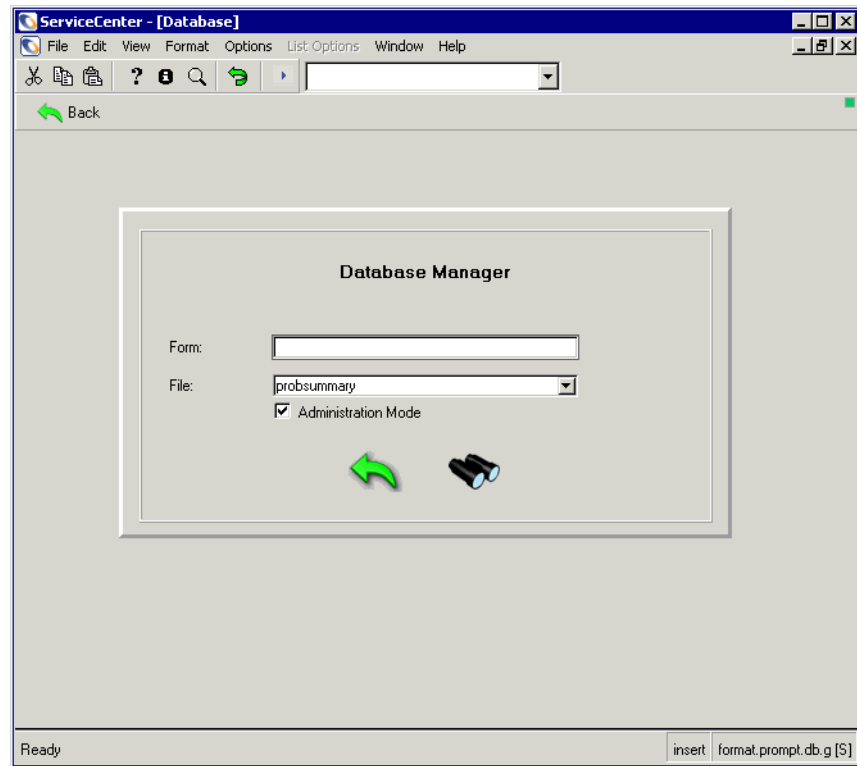 ServiceCenter - [Database]
File Edit View Format Options List Options Window Help
Back
Database Manager
Form:
File: probsummary
Administration Mode
Ready insert format.prompt.db.g [S]